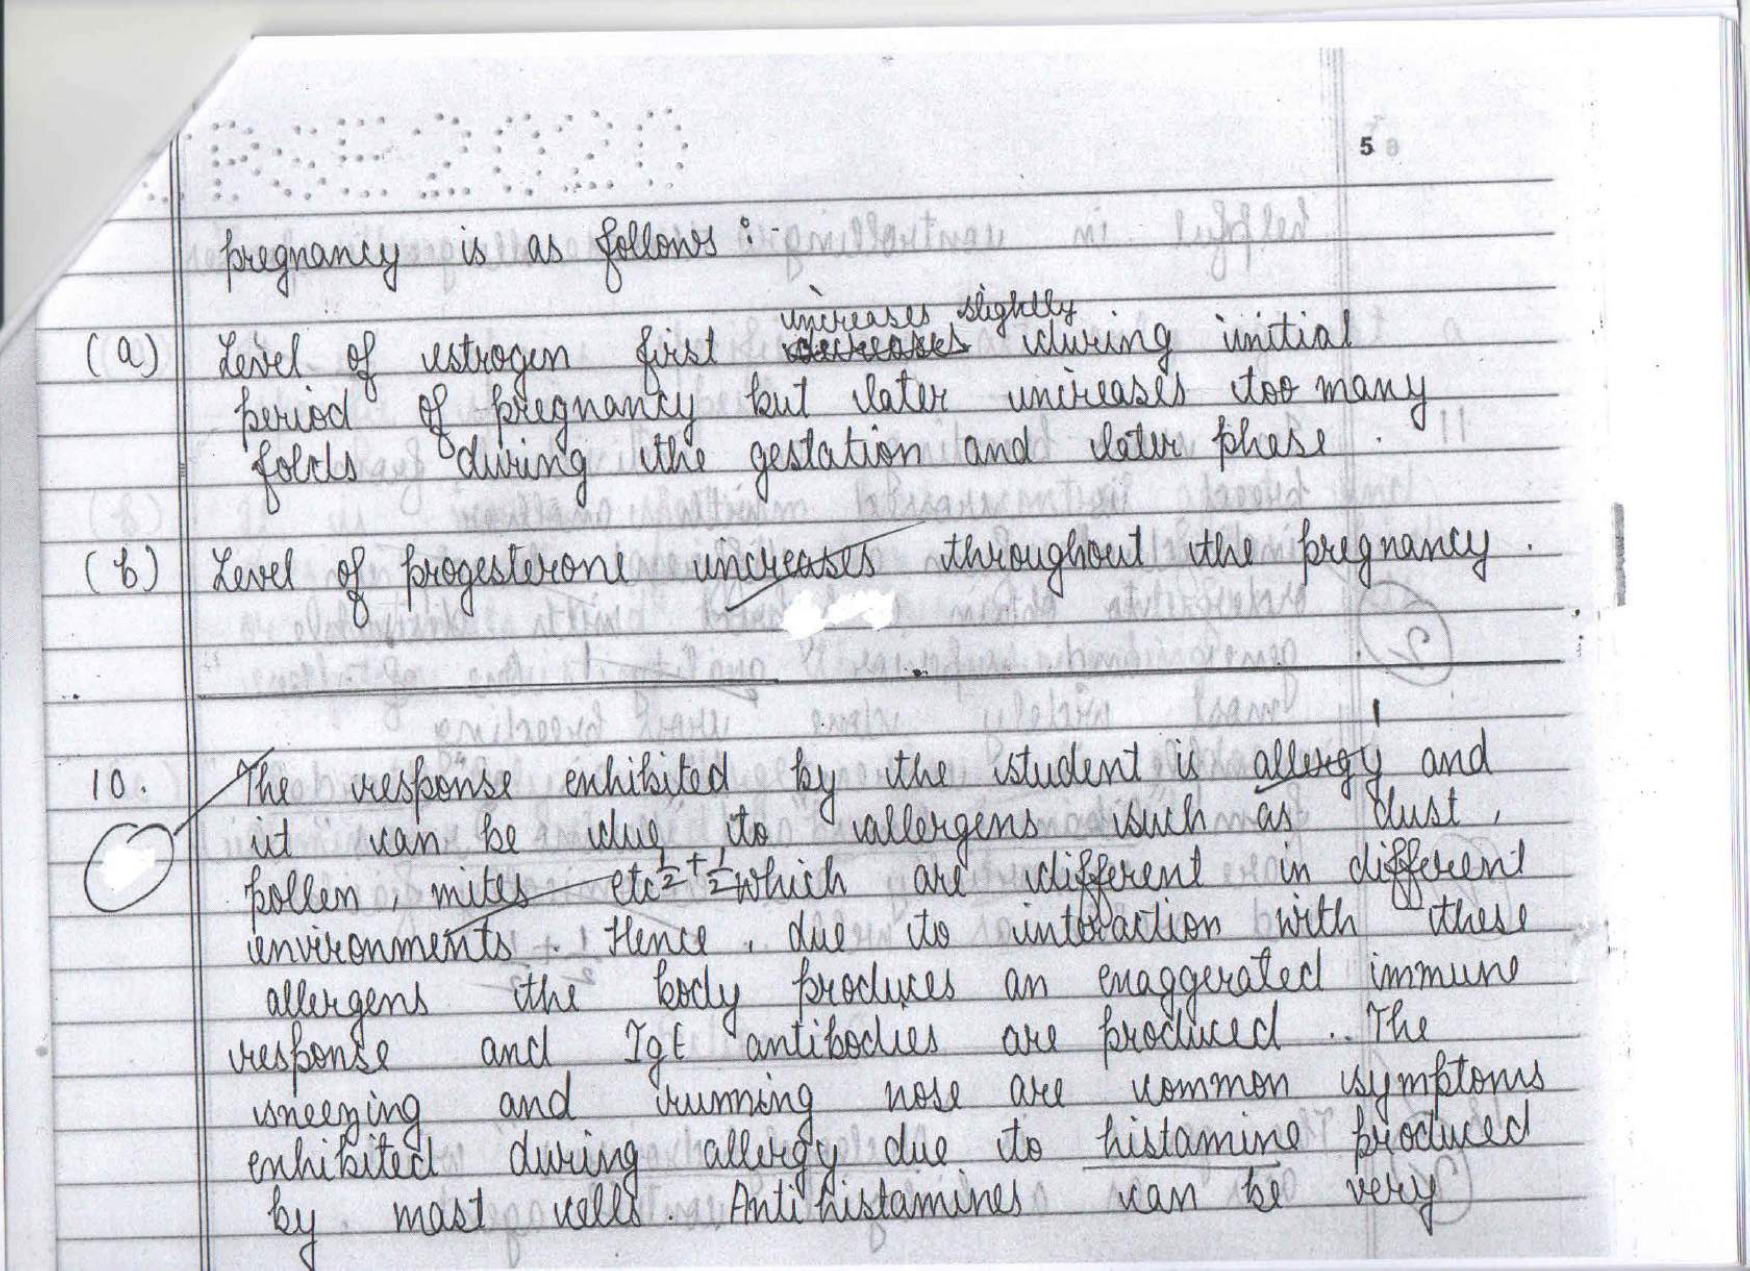 5
pregnancy is as follows :-
increases slightly
(a) Level of estrogen first decreases during initial
period of pregnancy but later increases too many
folds during the gestation and later phase.
(b) Level of progesterone increases throughout the pregnancy.
1
10. The response exhibited by the student is allergy and
it can be due to allergens such as dust,
pollen, mites etc 1/2 + 1/2 which are different in different
environments. Hence, due to interaction with these
allergens the body produces an exaggerated immune
response and IgE antibodies are produced. The
sneezing and running nose are common symptoms
exhibited during allergy due to histamine produced
by mast cells. Antihistamines can be very